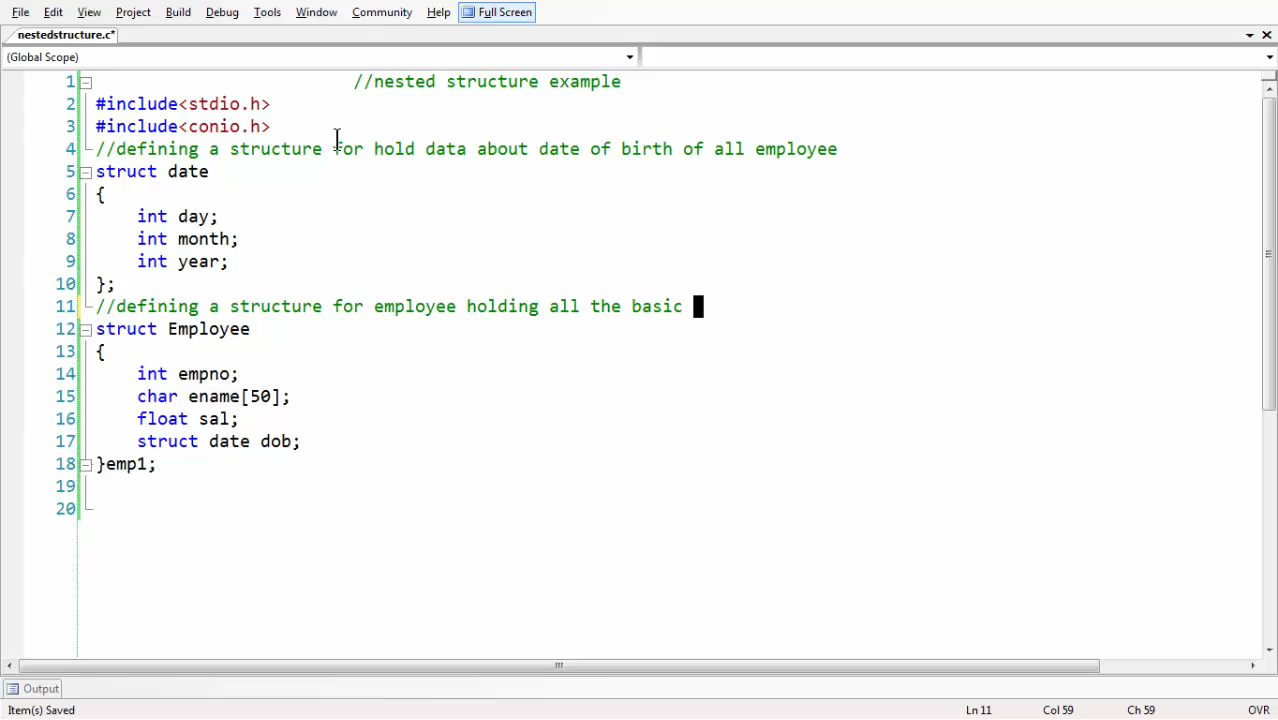 File Edit View Project Build Debug Tools Window Community Help Full Screen
nestedstructure.c*
(Global Scope)
1 //nested structure example
2 #include<stdio.h>
3 #include<conio.h>
4 //defining a structure for hold data about date of birth of all employee
5 struct date
6 {
7 int day;
8 int month;
9 int year;
10 };
11 //defining a structure for employee holding all the basic
12 struct Employee
13 {
14 int empno;
15 char ename[50];
16 float sal;
17 struct date dob;
18 }emp1;
19
20
Output
Item(s) Saved Ln 11 Col 59 Ch 59 OVR